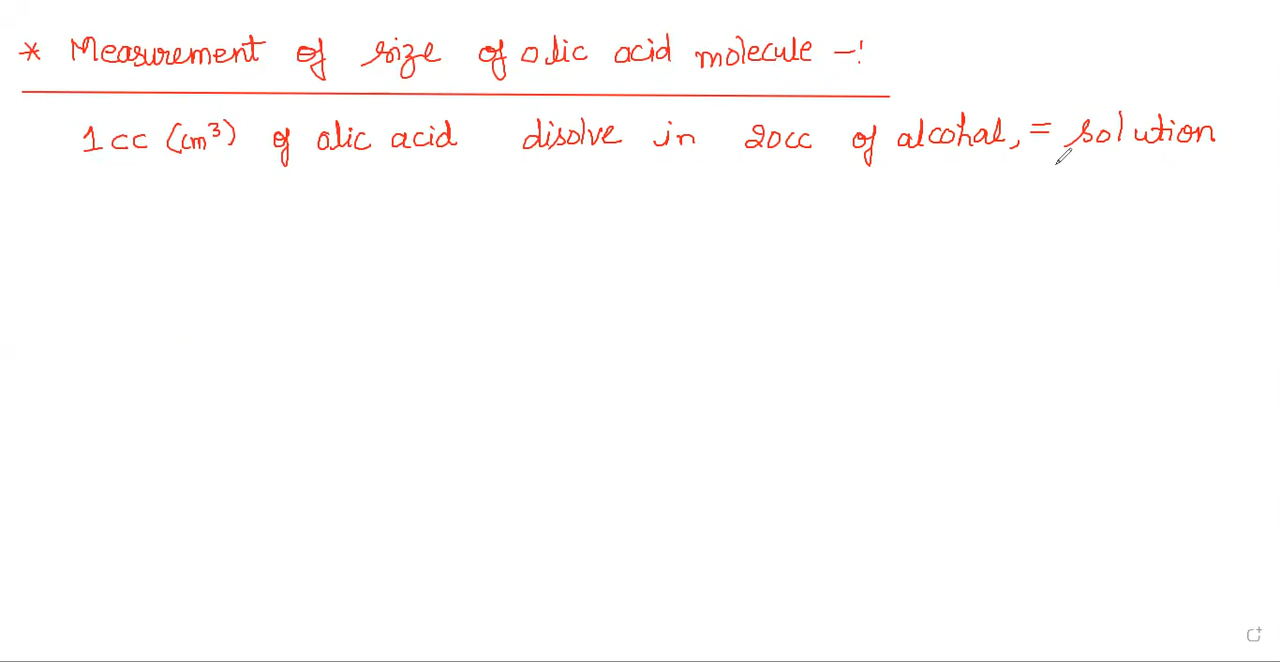 * Measurement of size of olic acid molecule -:
1 cc (cm³) of olic acid disolve in 20cc of alcohal, = solution